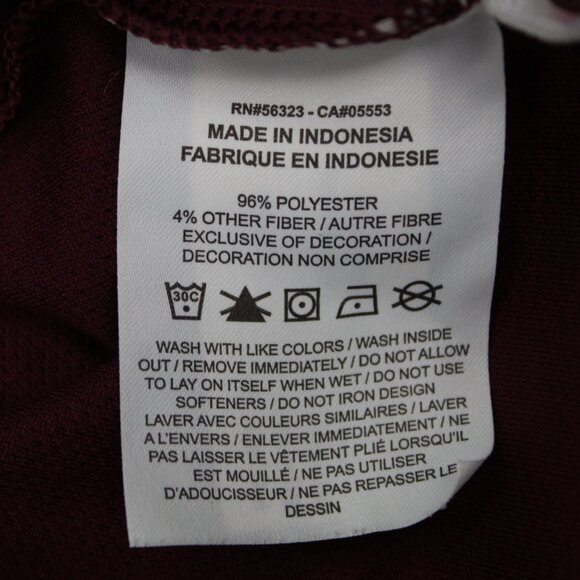 RN#56323 - CA#05553
MADE IN INDONESIA
FABRIQUE EN INDONESIE
96% POLYESTER
4% OTHER FIBER / AUTRE FIBRE
EXCLUSIVE OF DECORATION /
DECORATION NON COMPRISE
30C
WASH WITH LIKE COLORS / WASH INSIDE
OUT / REMOVE IMMEDIATELY / DO NOT ALLOW
TO LAY ON ITSELF WHEN WET / DO NOT USE
SOFTENERS / DO NOT IRON DESIGN
LAVER AVEC COULEURS SIMILAIRES / LAVER
A L'ENVERS / ENLEVER IMMEDIATEMENT / NE
PAS LAISSER LE VÊTEMENT PLIÉ LORSQU'IL
EST MOUILLÉ / NE PAS UTILISER
D'ADOUCISSEUR / NE PAS REPASSER LE
DESSIN